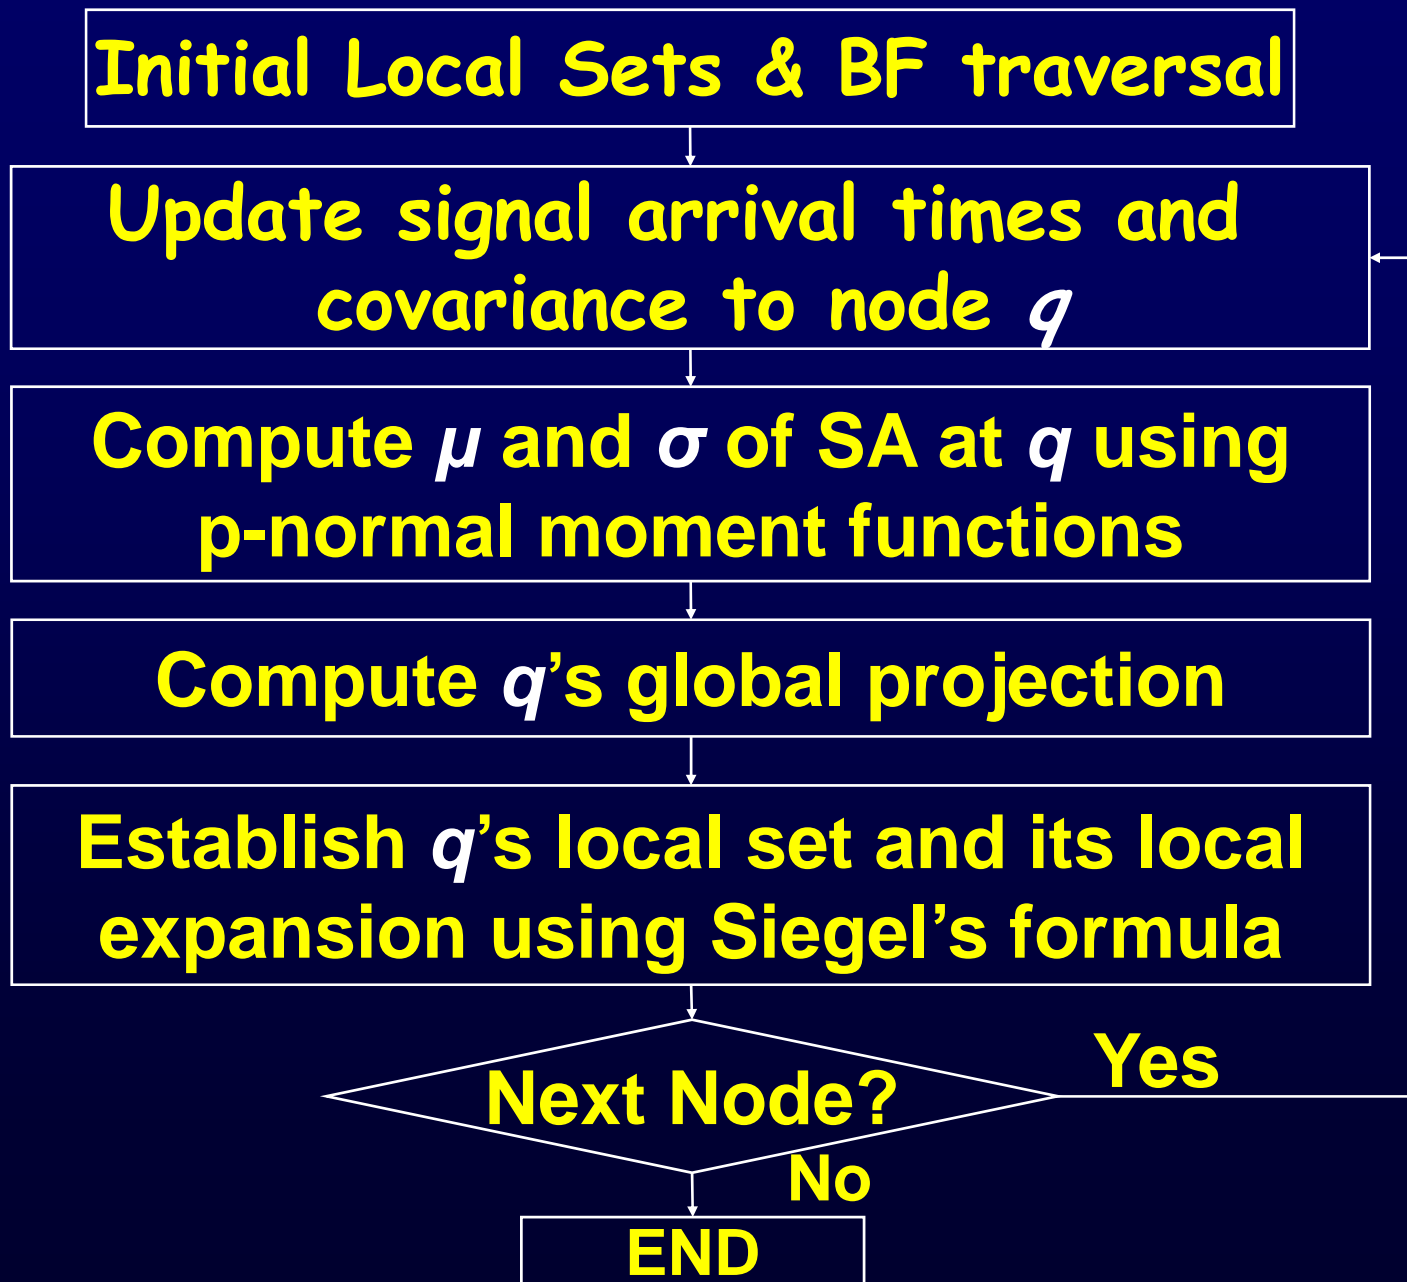 Initial Local Sets & BF traversal
Update signal arrival times and
covariance to node q
Compute μ and σ of SA at q using
p-normal moment functions
Compute q’s global projection
Establish q’s local set and its local
expansion using Siegel’s formula
Next Node?
Yes
No
END